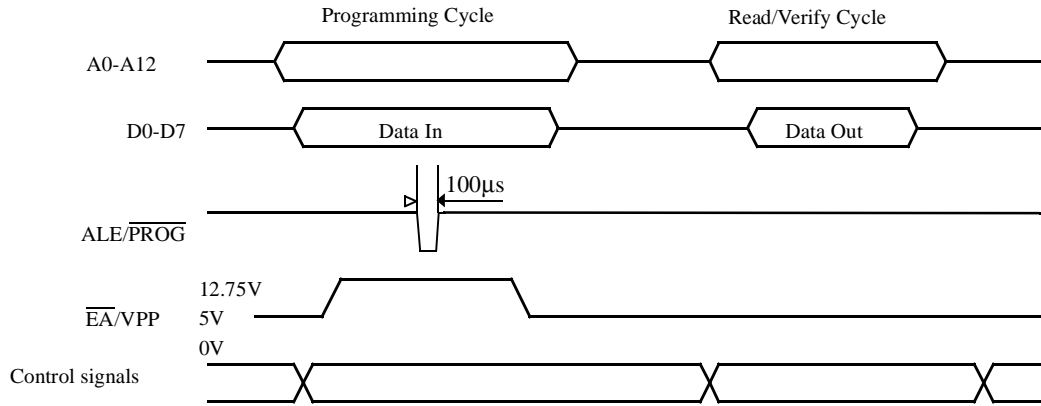 Programming Cycle
Read/Verify Cycle
A0-A12
D0-D7
Data In
Data Out
100μs
ALE/PROG
12.75V
EA/VPP
5V
0V
Control signals